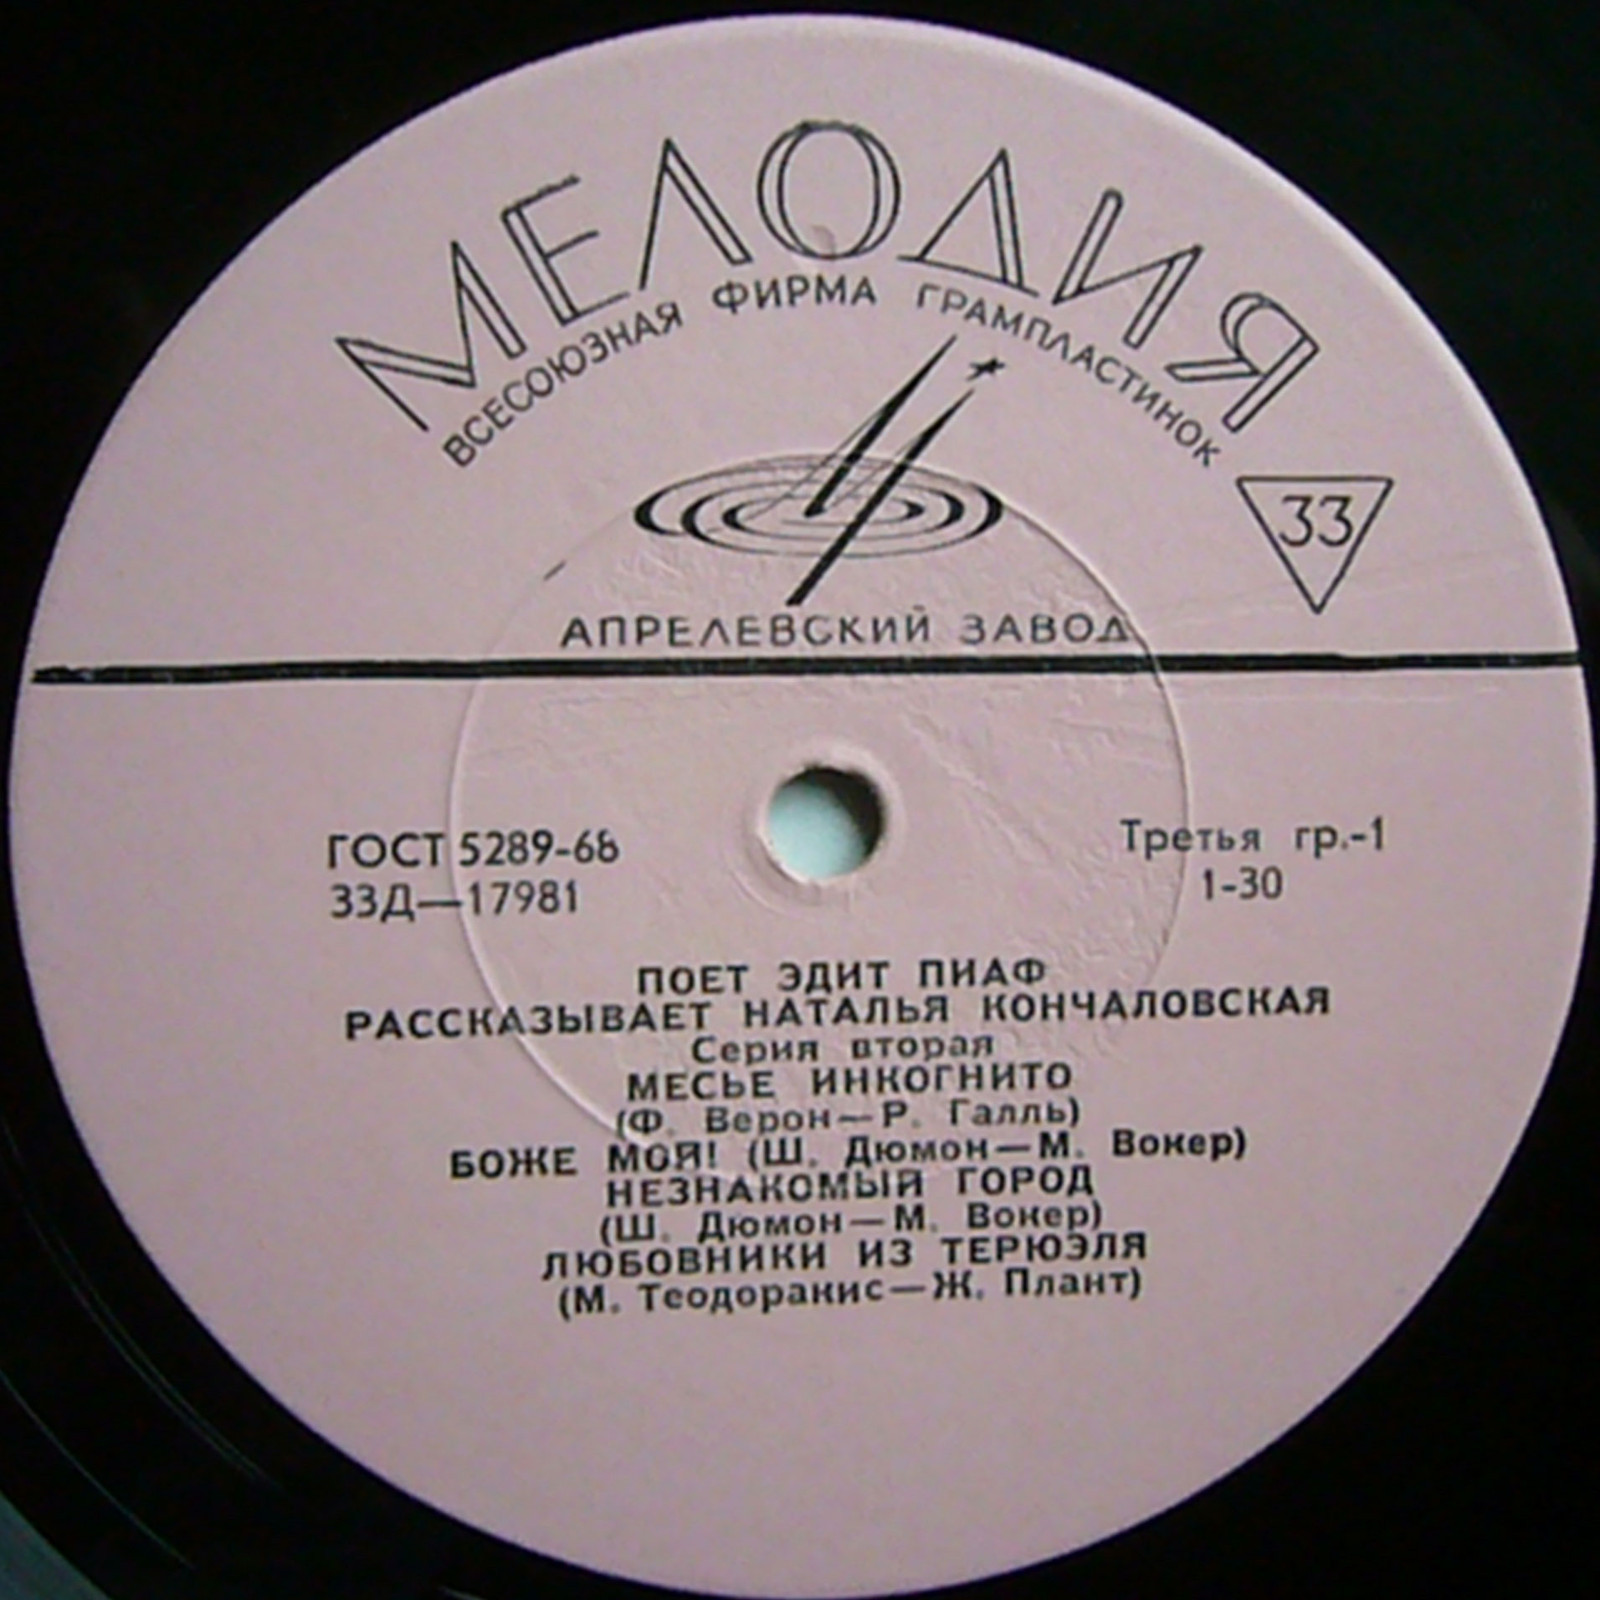 МЕЛОДИЯ
ВСЕСОЮЗНАЯ ФИРМА ГРАМПЛАСТИНОК
33
АПРЕЛЕВСКИЙ ЗАВОД
ГОСТ 5289-68
33Д—17981
Третья гр.-1
1-30
ПОЕТ ЭДИТ ПИАФ
РАССКАЗЫВАЕТ НАТАЛЬЯ КОНЧАЛОВСКАЯ
Серия вторая
МЕСЬЕ ИНКОГНИТО
(Ф. Верон—Р. Галль)
БОЖЕ МОЙ! (Ш. Дюмон—М. Вокер)
НЕЗНАКОМЫЙ ГОРОД
(Ш. Дюмон—М. Вокер)
ЛЮБОВНИКИ ИЗ ТЕРЮЭЛЯ
(М. Теодоракис—Ж. Плант)